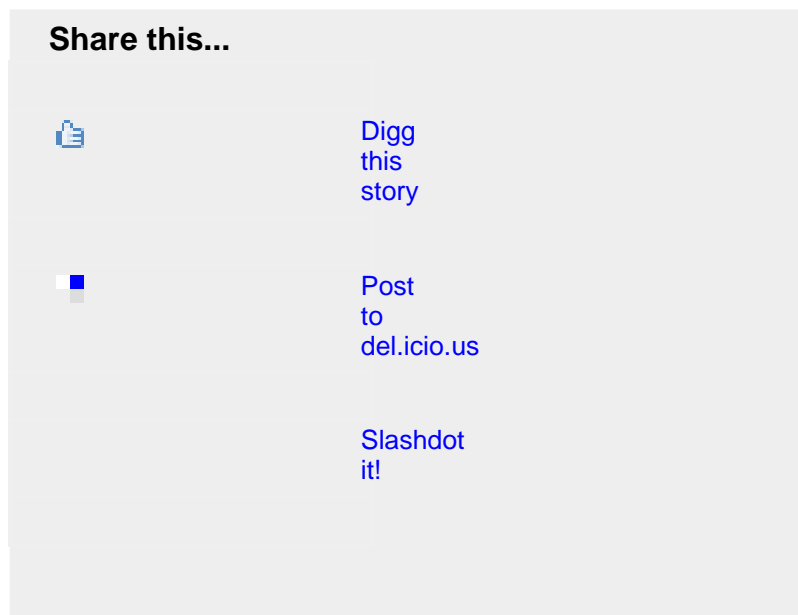 Share this...
Digg
this
story
Post
to
del.icio.us
Slashdot
it!